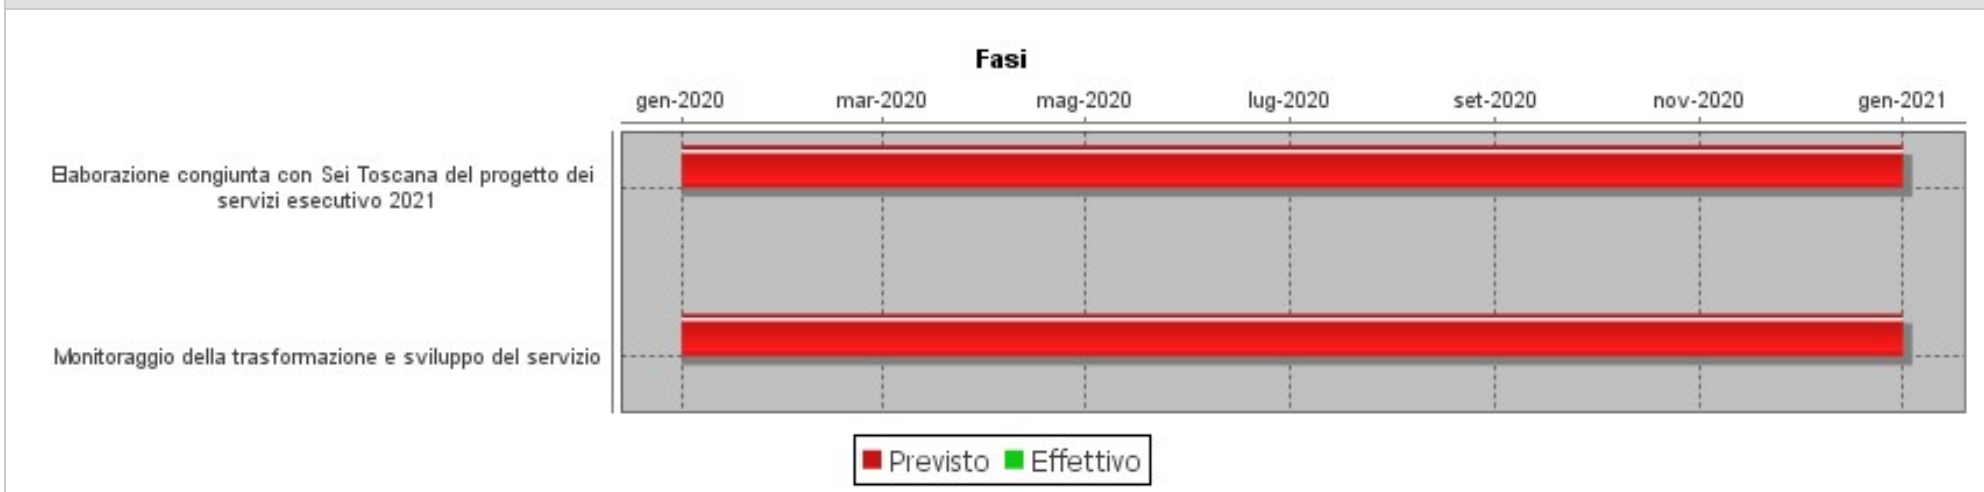 Fasi
gen-2020 mar-2020 mag-2020 lug-2020 set-2020 nov-2020 gen-2021
Elaborazione congiunta con Sei Toscana del progetto dei
servizi esecutivo 2021
Monitoraggio della trasformazione e sviluppo del servizio
Previsto Effettivo